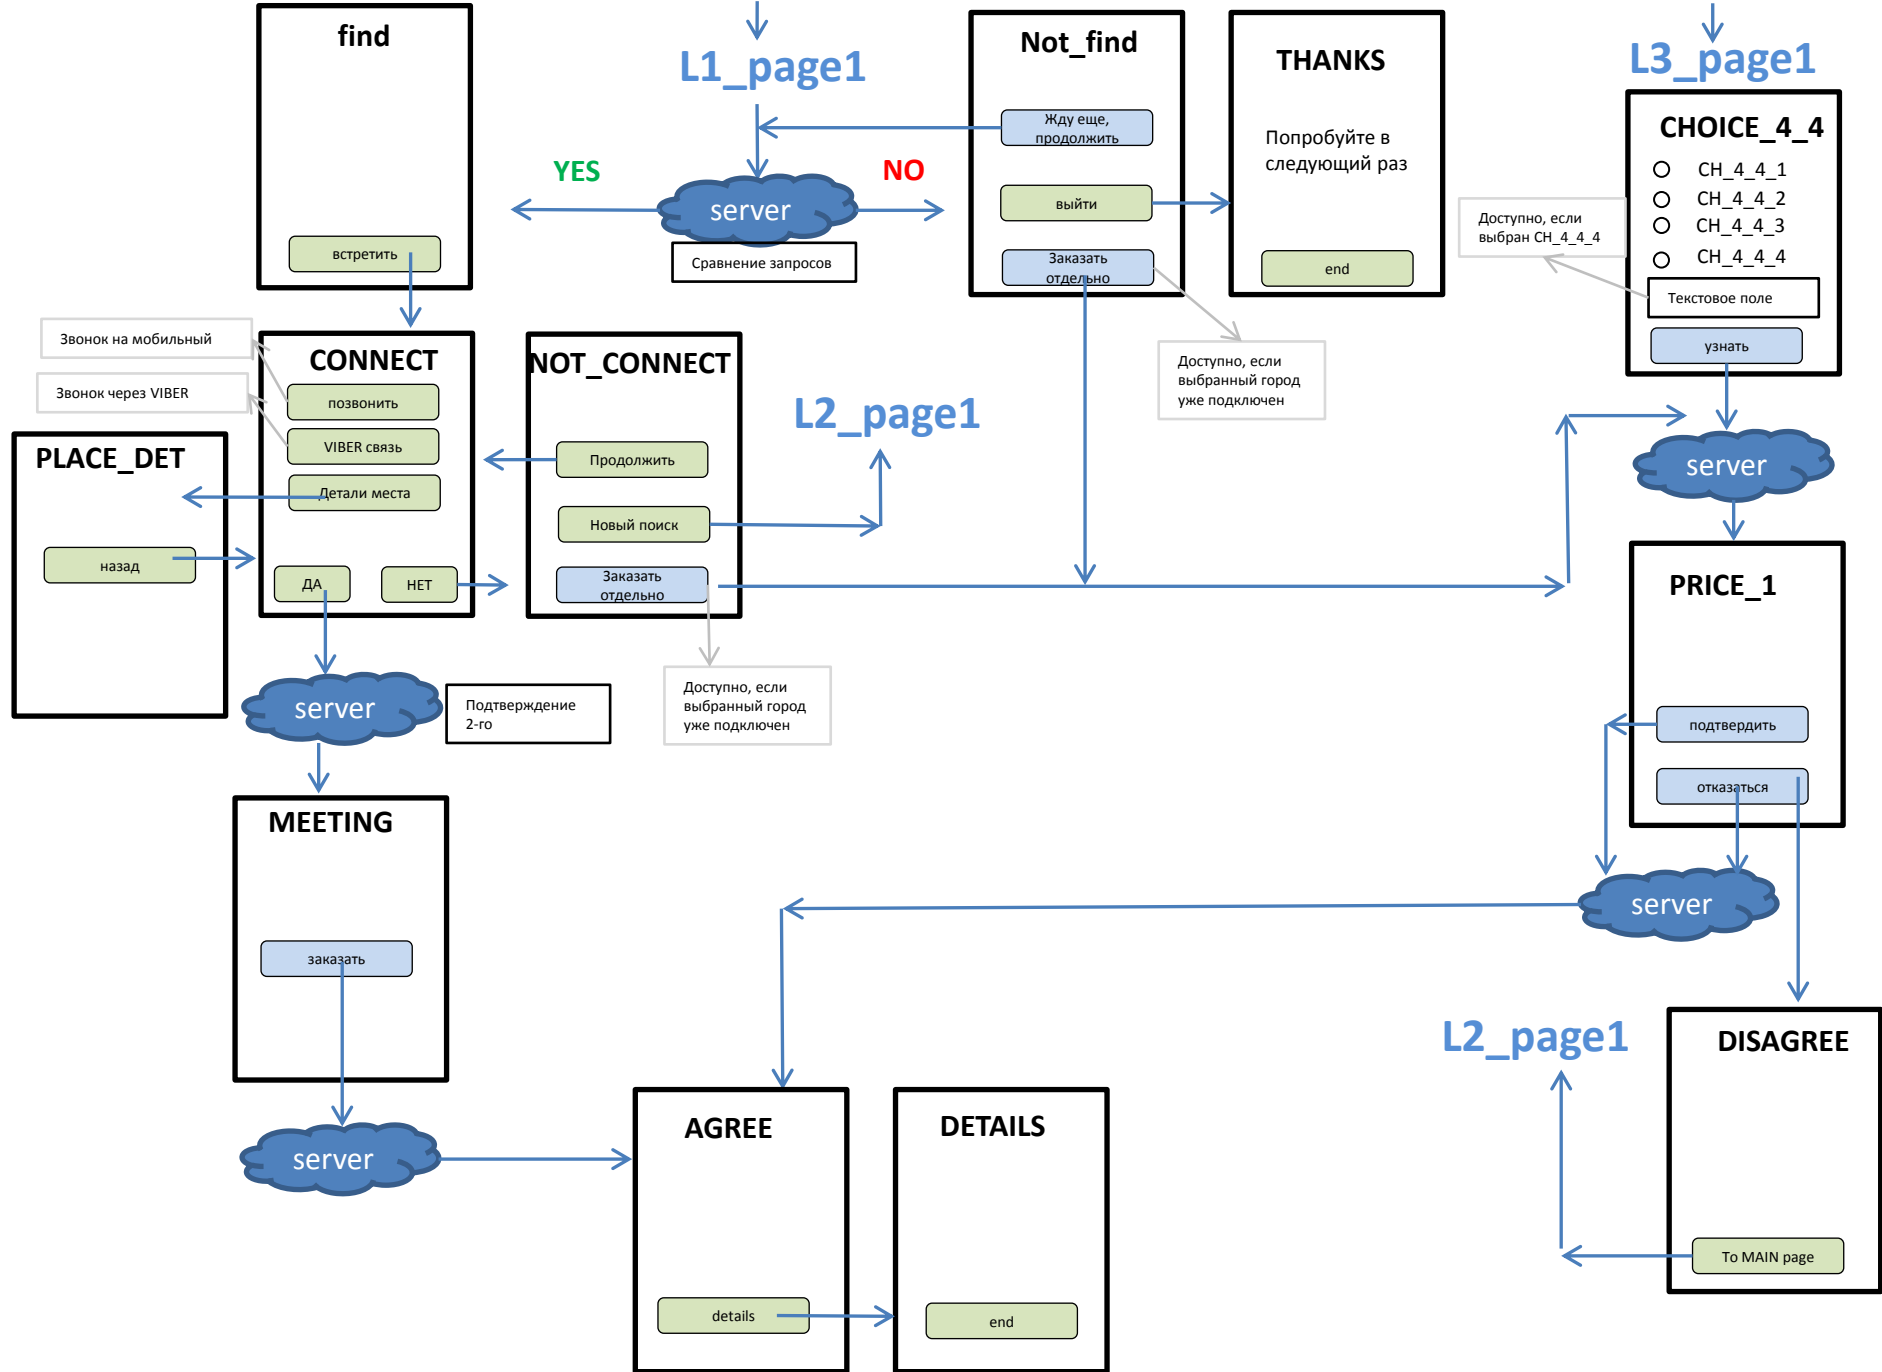 find
встретить
L1_page1
YES
NO
server
Сравнение запросов
Not_find
Жду еще,
продолжить
выйти
Заказать
отдельно
THANKS
Попробуйте в
следующий раз
end
L3_page1
CHOICE_4_4
CH_4_4_1
CH_4_4_2
CH_4_4_3
CH_4_4_4
Текстовое поле
узнать
Доступно, если
выбран CH_4_4_4
Звонок на мобильный
Звонок через VIBER
CONNECT
позвонить
VIBER связь
Детали места
ДА
НЕТ
NOT_CONNECT
Продолжить
Новый поиск
Заказать
отдельно
L2_page1
Доступно, если
выбранный город
уже подключен
server
PLACE_DET
назад
PRICE_1
подтвердить
отказаться
server
Подтверждение
2-го
Доступно, если
выбранный город
уже подключен
MEETING
заказать
server
server
L2_page1
DISAGREE
To MAIN page
AGREE
details
DETAILS
end